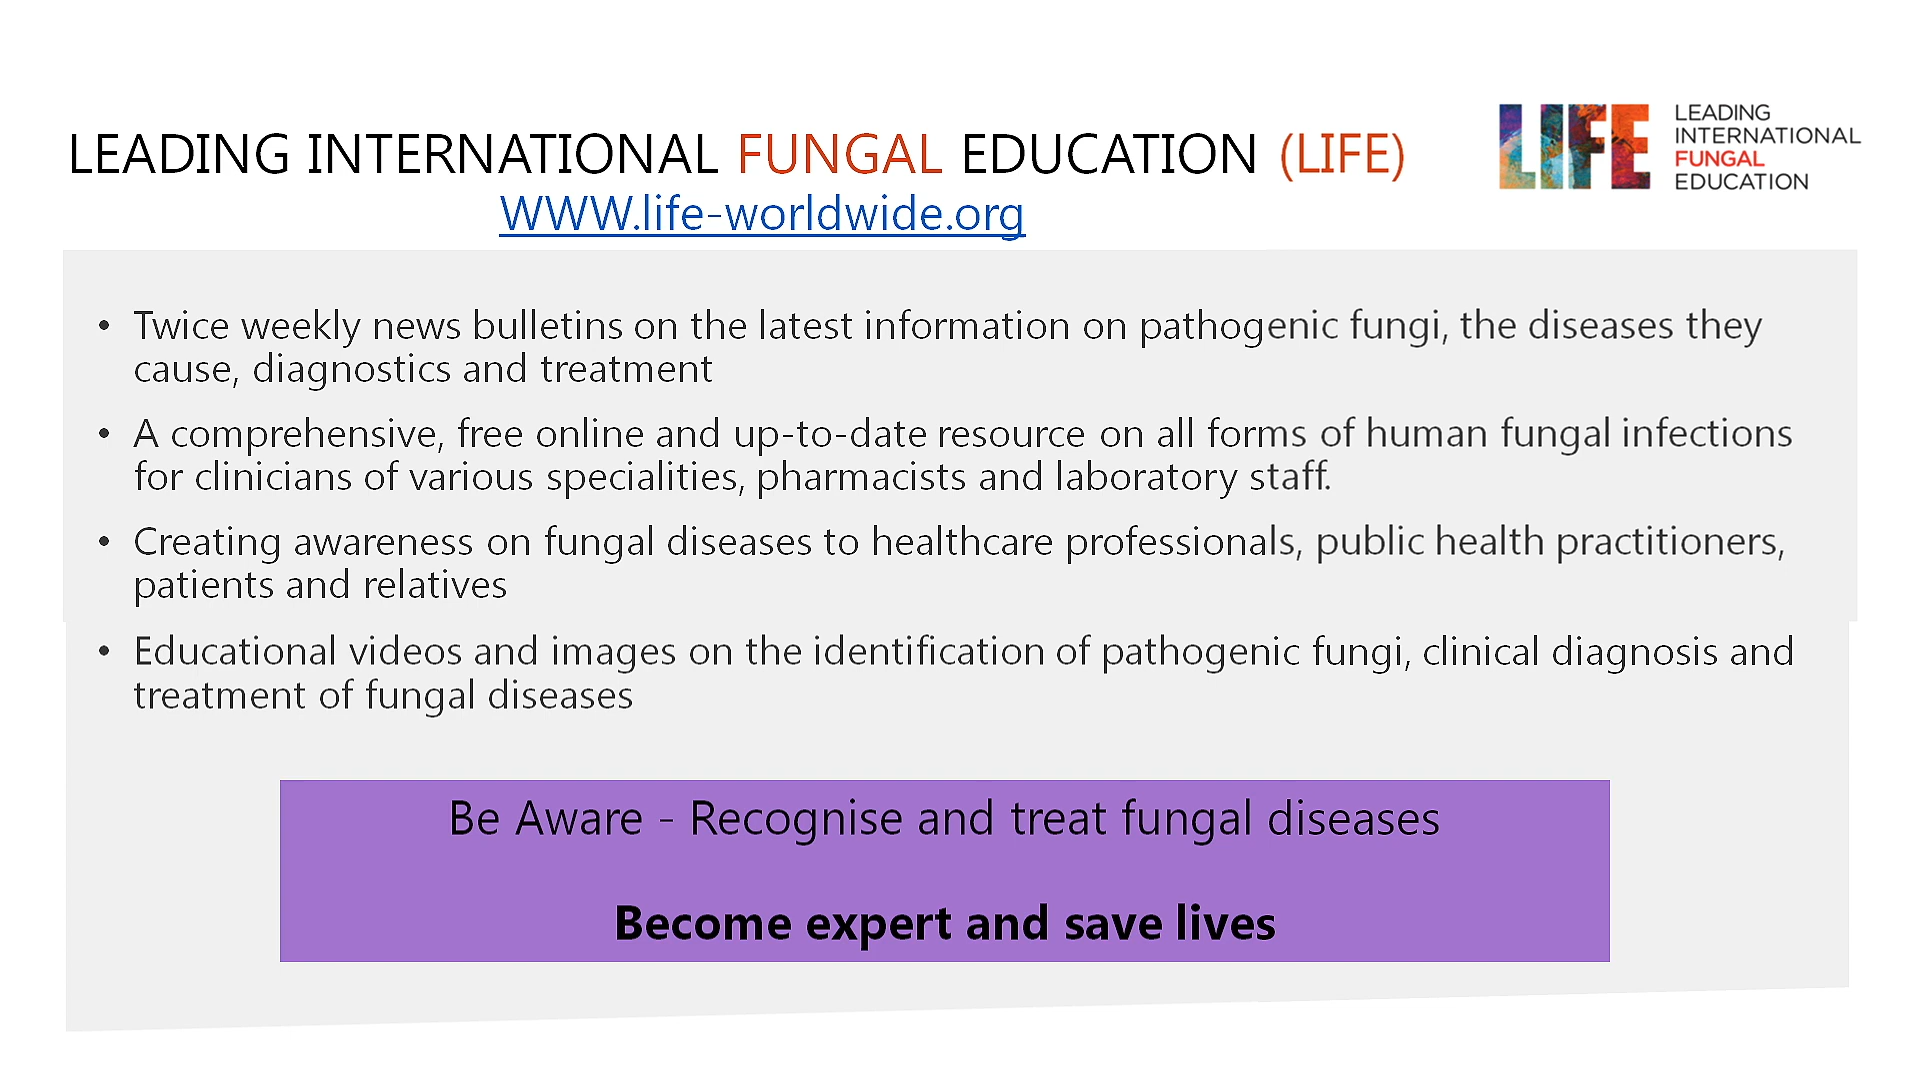 LEADING INTERNATIONAL FUNGAL EDUCATION (LIFE)
WWW.life-worldwide.org
LIFE
LEADING
INTERNATIONAL
FUNGAL
EDUCATION
• Twice weekly news bulletins on the latest information on pathogenic fungi, the diseases they
cause, diagnostics and treatment
• A comprehensive, free online and up-to-date resource on all forms of human fungal infections
for clinicians of various specialities, pharmacists and laboratory staff.
• Creating awareness on fungal diseases to healthcare professionals, public health practitioners,
patients and relatives
• Educational videos and images on the identification of pathogenic fungi, clinical diagnosis and
treatment of fungal diseases
Be Aware - Recognise and treat fungal diseases
Become expert and save lives